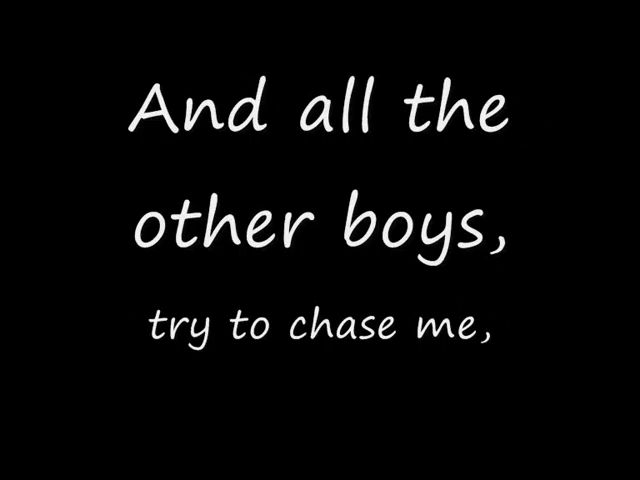 And all the
other boys,
try to chase me,